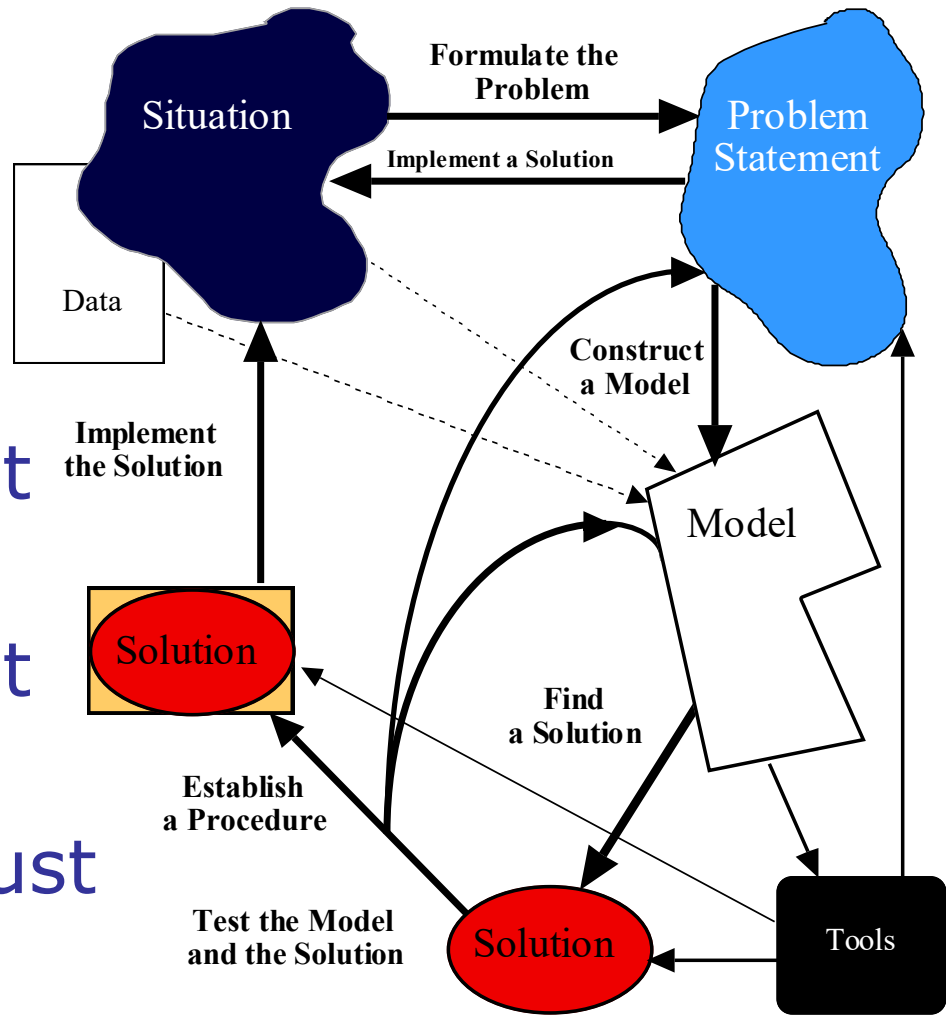 Formulate the
Problem
Situation
Problem
Statement
Implement a Solution
Data
Construct
a Model
Implement
the Solution
t
Model
Solution
t
Find
a Solution
Establish
a Procedure
ust
Test the Model
and the Solution
Solution
Tools